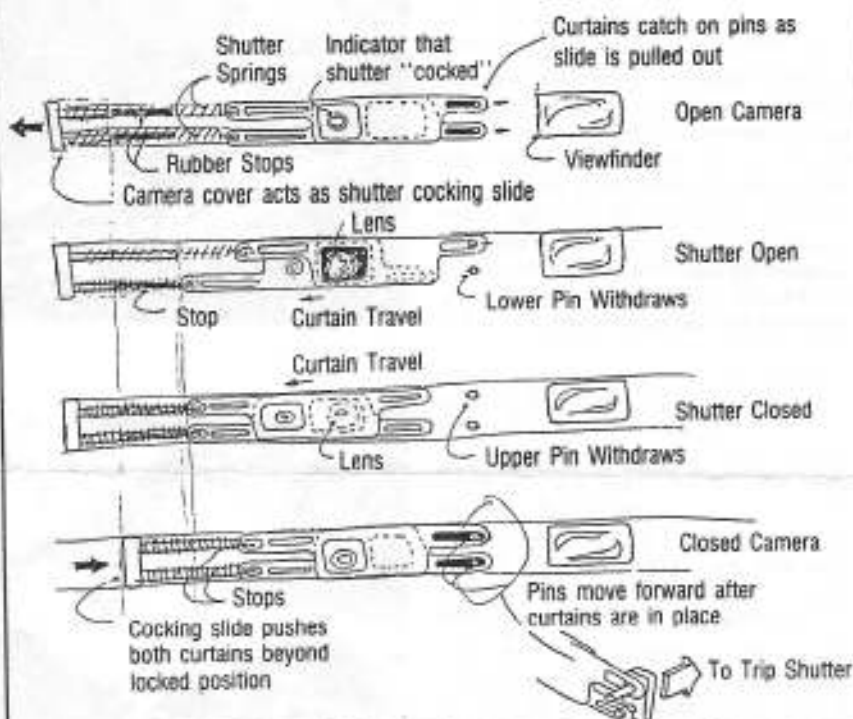 Curtains catch on pins as
slide is pulled out
Shutter
Springs
Indicator that
shutter "cocked"
Open Camera
Rubber Stops
Viewfinder
Camera cover acts as shutter cocking slide
Lens
Shutter Open
Stop
Curtain Travel
Lower Pin Withdraws
Curtain Travel
Shutter Closed
Lens
Upper Pin Withdraws
Closed Camera
Stops
Pins move forward after
curtains are in place
Cocking slide pushes
both curtains beyond
locked position
To Trip Shutter